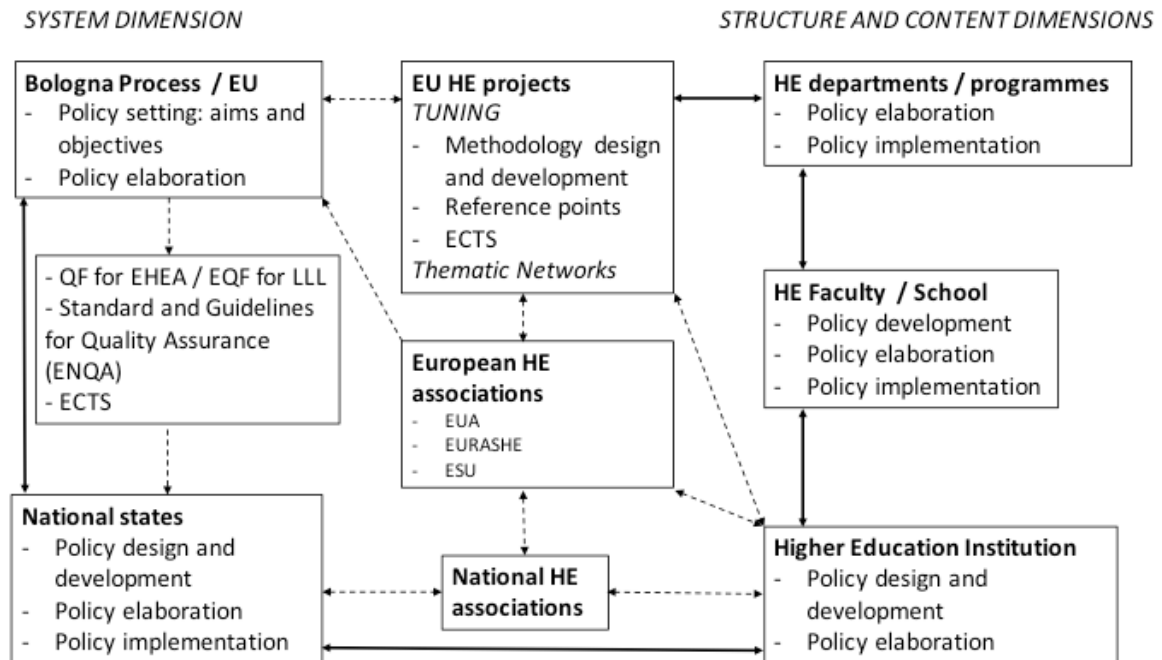 SYSTEM DIMENSION
STRUCTURE AND CONTENT DIMENSIONS
Bologna Process / EU
- Policy setting: aims and
objectives
- Policy elaboration
EU HE projects
TUNING
- Methodology design
and development
- Reference points
- ECTS
Thematic Networks
HE departments / programmes
- Policy elaboration
- Policy implementation
- QF for EHEA / EQF for LLL
- Standard and Guidelines
for Quality Assurance
(ENQA)
- ECTS
European HE
associations
- EUA
- EURASHE
- ESU
HE Faculty / School
- Policy development
- Policy elaboration
- Policy implementation
National states
- Policy design and
development
- Policy elaboration
- Policy implementation
National HE
associations
Higher Education Institution
- Policy design and
development
- Policy elaboration